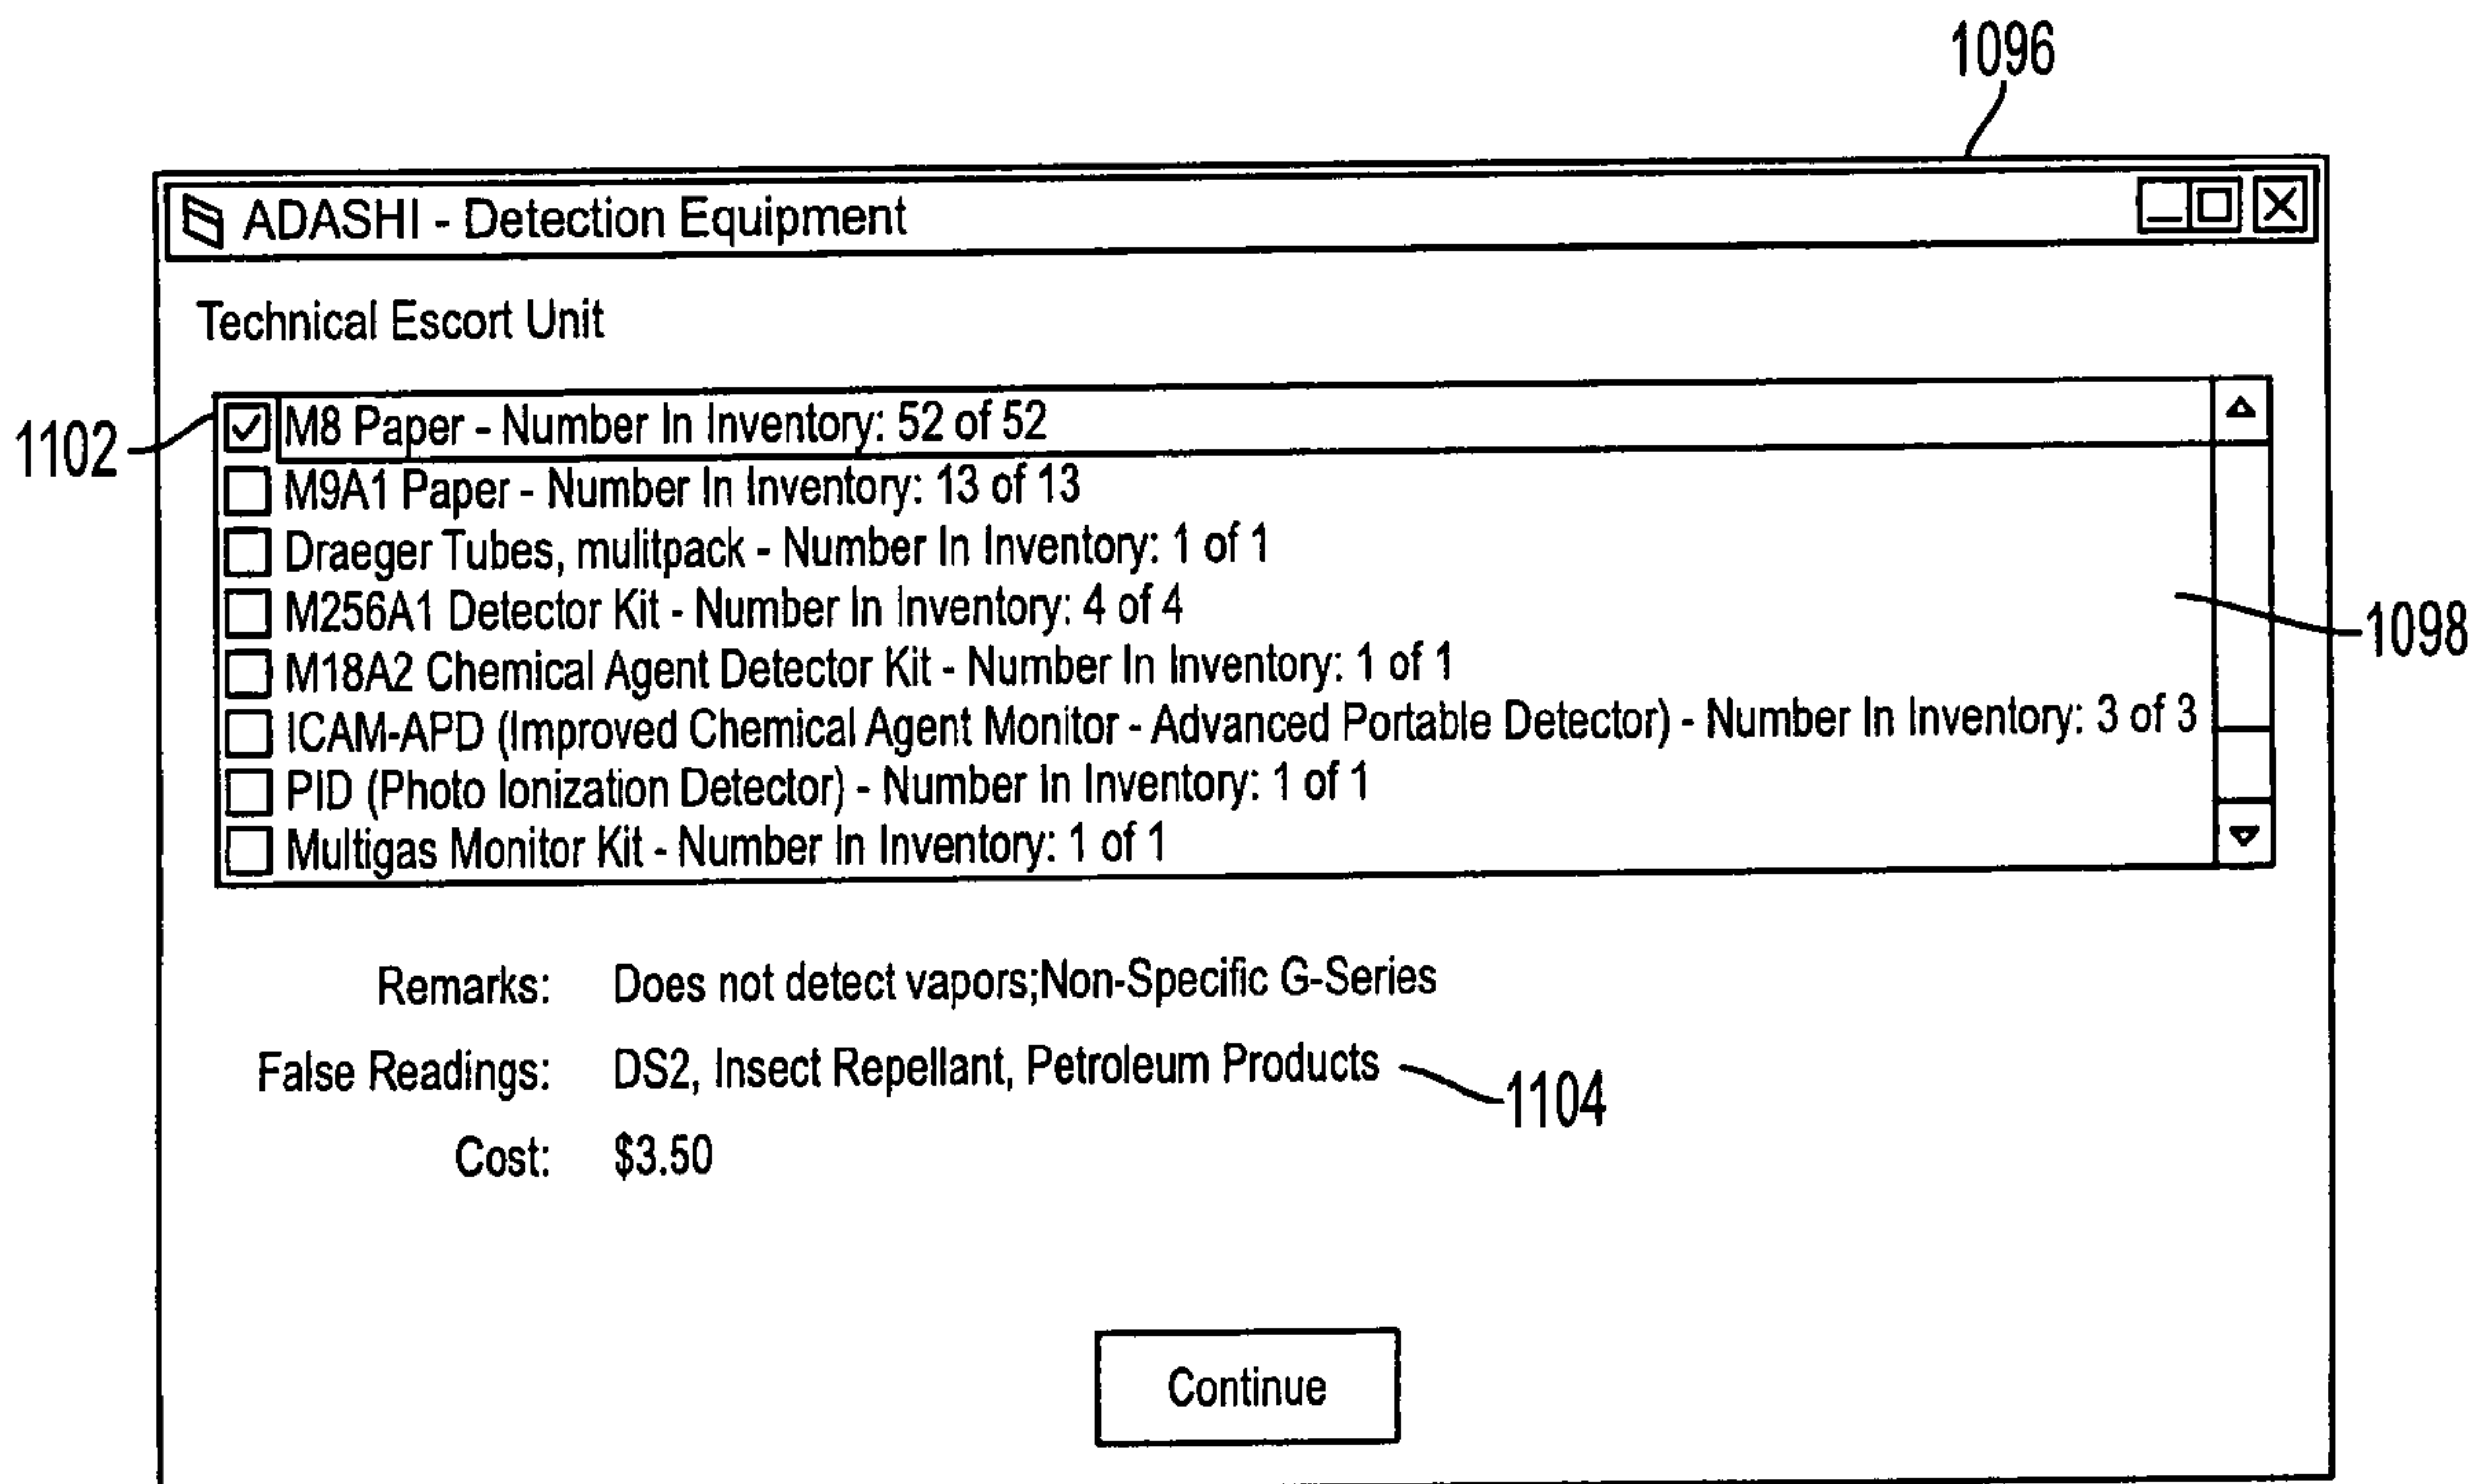 1096
ADASHI - Detection Equipment
Technical Escort Unit
1102
M8 Paper - Number In Inventory: 52 of 52
M9A1 Paper - Number In Inventory: 13 of 13
Draeger Tubes, mulitpack - Number In Inventory: 1 of 1
M256A1 Detector Kit - Number In Inventory: 4 of 4
1098
M18A2 Chemical Agent Detector Kit - Number In Inventory: 1 of 1
ICAM-APD (Improved Chemical Agent Monitor - Advanced Portable Detector) - Number In Inventory: 3 of 3
PID (Photo Ionization Detector) - Number In Inventory: 1 of 1
Multigas Monitor Kit - Number In Inventory: 1 of 1
Remarks: Does not detect vapors;Non-Specific G-Series
False Readings: DS2, Insect Repellant, Petroleum Products
1104
Cost: $3.50
Continue